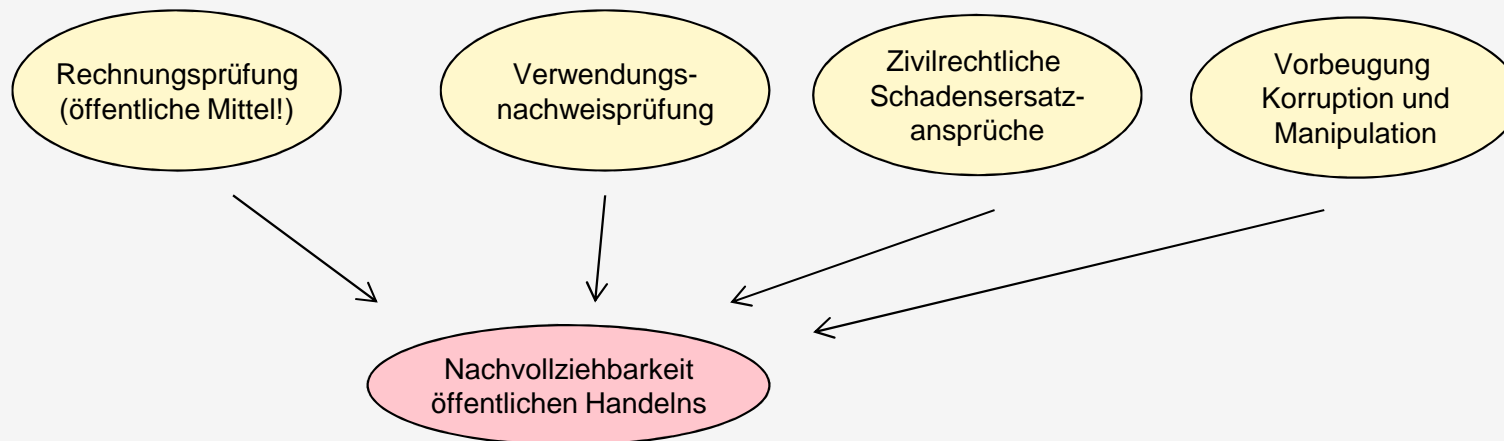 Rechnungsprüfung
(öffentliche Mittel!)
Verwendungs-
nachweisprüfung
Zivilrechtliche
Schadensersatz-
ansprüche
Vorbeugung
Korruption und
Manipulation
Nachvollziehbarkeit
öffentlichen Handelns